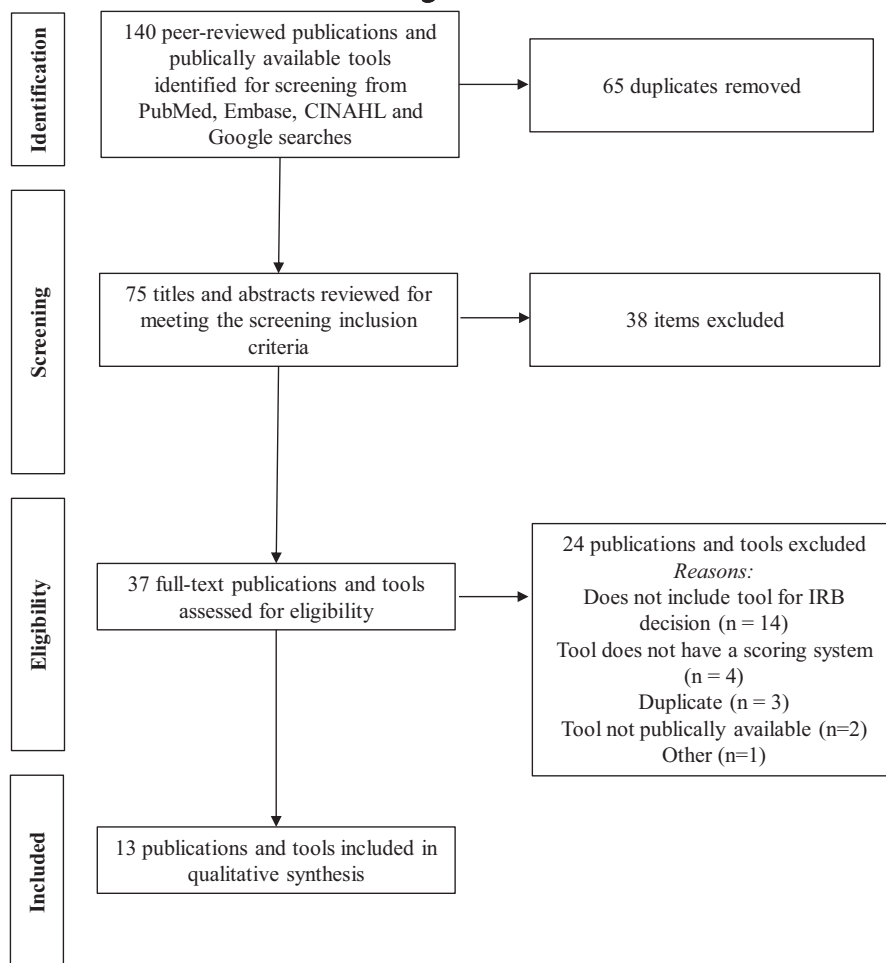 Identification
140 peer-reviewed publications and
publically available tools
identified for screening from
PubMed, Embase, CINAHL and
Google searches
65 duplicates removed
Screening
75 titles and abstracts reviewed for
meeting the screening inclusion
criteria
38 items excluded
Eligibility
37 full-text publications and tools
assessed for eligibility
24 publications and tools excluded
Reasons:
Does not include tool for IRB
decision (n = 14)
Tool does not have a scoring system
(n = 4)
Duplicate (n = 3)
Tool not publically available (n=2)
Other (n=1)
Included
13 publications and tools included in
qualitative synthesis